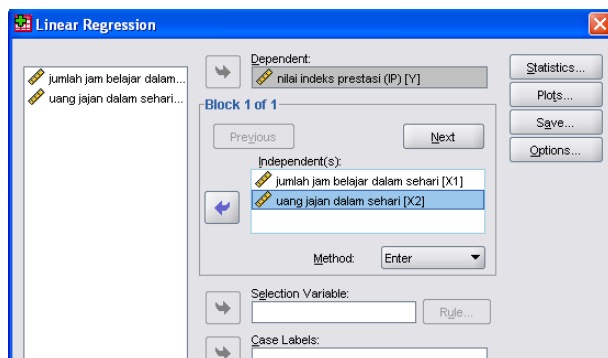 Linear Regression
jumlah jam belajar dalam...
uang jajan dalam sehari...
Dependent:
nilai indeks prestasi (IP) [Y]
Block 1 of 1
Previous
Next
Independent(s):
jumlah jam belajar dalam sehari [X1]
uang jajan dalam sehari [X2]
Method:
Enter
Selection Variable:
Rule...
Case Labels:
Statistics...
Plots...
Save...
Options...